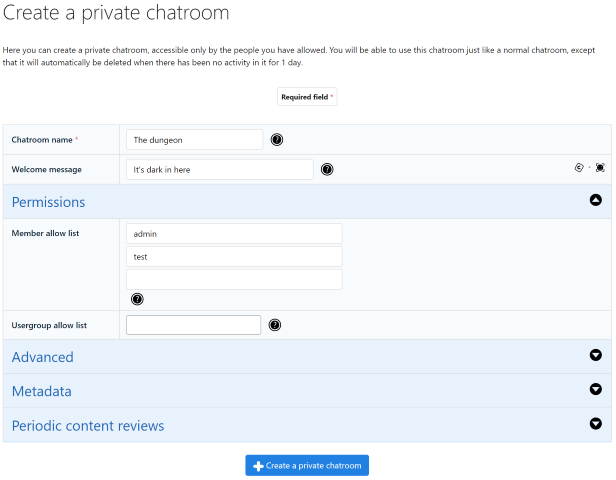 Create a private chatroom
Here you can create a private chatroom, accessible only by the people you have allowed. You will be able to use this chatroom just like a normal chatroom, except
that it will automatically be deleted when there has been no activity in it for 1 day.
Required field *
Chatroom name * The dungeon
Welcome message It's dark in here
Permissions
Member allow list admin
test
Usergroup allow list
Advanced
Metadata
Periodic content reviews
Create a private chatroom